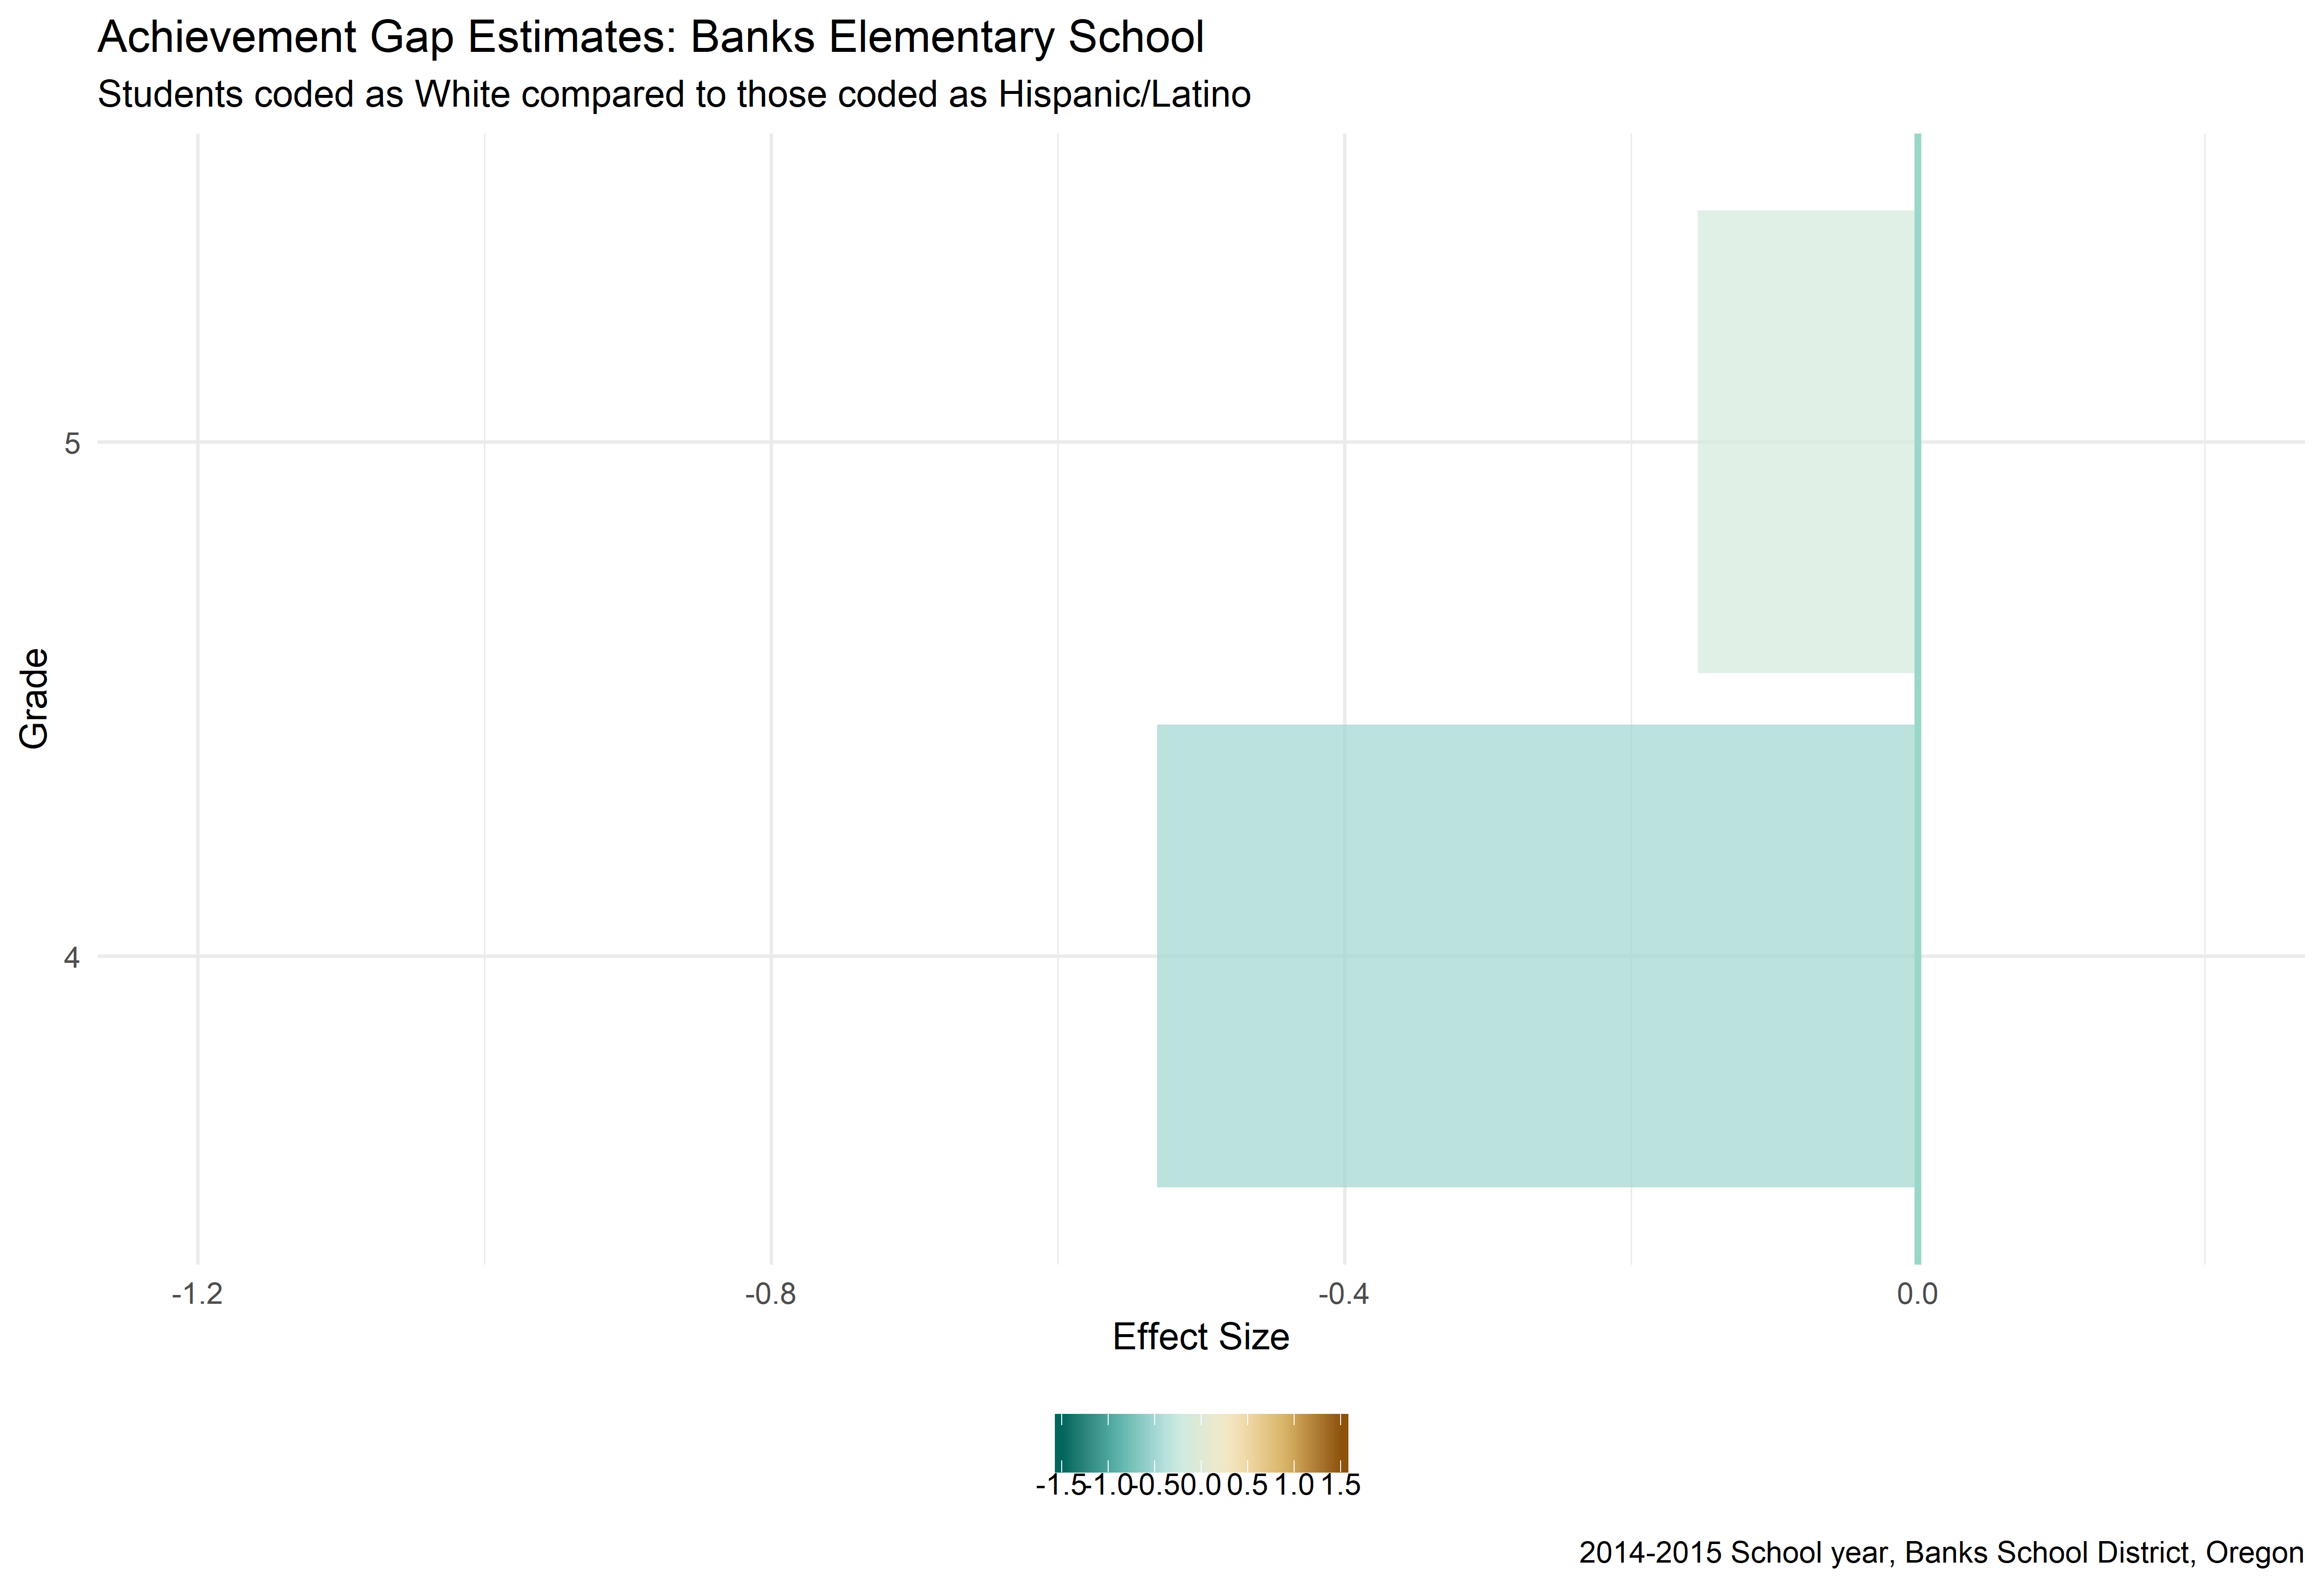 Achievement Gap Estimates: Banks Elementary School
Students coded as White compared to those coded as Hispanic/Latino
5
Grade
4
-1.2 -0.8 -0.4 0.0
Effect Size
-1.5 -1.0 -0.5 0.0 0.5 1.0 1.5
2014-2015 School year, Banks School District, Oregon